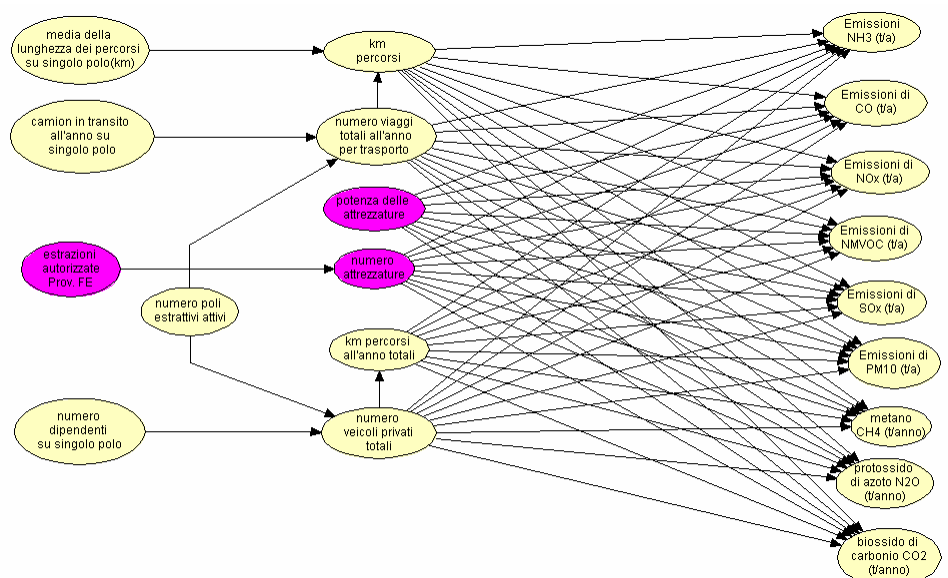 media della
lunghezza dei percorsi
su singolo polo(km)
camion in transito
all'anno su
singolo polo
estrazioni
autorizzate
Prov FE
numero poli
estrattivi attivi
numero
dipendenti
su singolo polo
km
percorsi
numero viaggi
totali all'anno
per trasporto
potenza delle
attrezzature
numero
attrezzature
km percorsi
all'anno totali
numero
veicoli privati
totali
Emissioni
NH3 (t/a)
Emissioni di
CO (t/a)
Emissioni di
NOx (t/a)
Emissioni di
NMVOC (t/a)
Emissioni di
SOx (t/a)
Emissioni di
PM10 (t/a)
metano
CH4 (t/anno)
protossido
di azoto N2O
(t/anno)
biossido di
carbonio CO2
(t/anno)